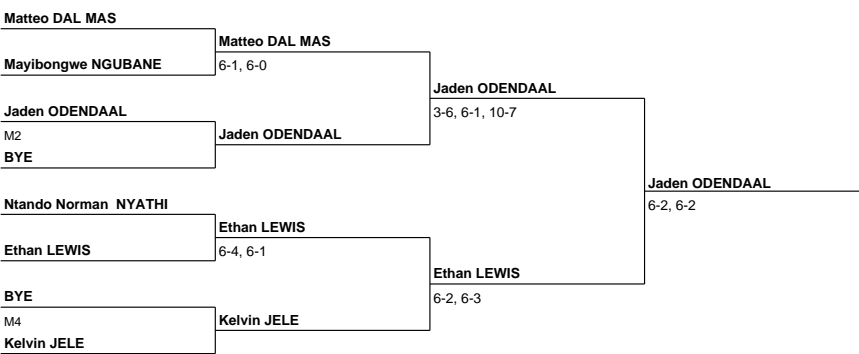 Matteo DAL MAS
Matteo DAL MAS
Mayibongwe NGUBANE
6-1, 6-0
Jaden ODENDAAL
3-6, 6-1, 10-7
Jaden ODENDAAL
M2
Jaden ODENDAAL
BYE
Jaden ODENDAAL
6-2, 6-2
Ntando Norman  NYATHI
Ethan LEWIS
Ethan LEWIS
6-4, 6-1
Ethan LEWIS
6-2, 6-3
BYE
M4
Kelvin JELE
Kelvin JELE